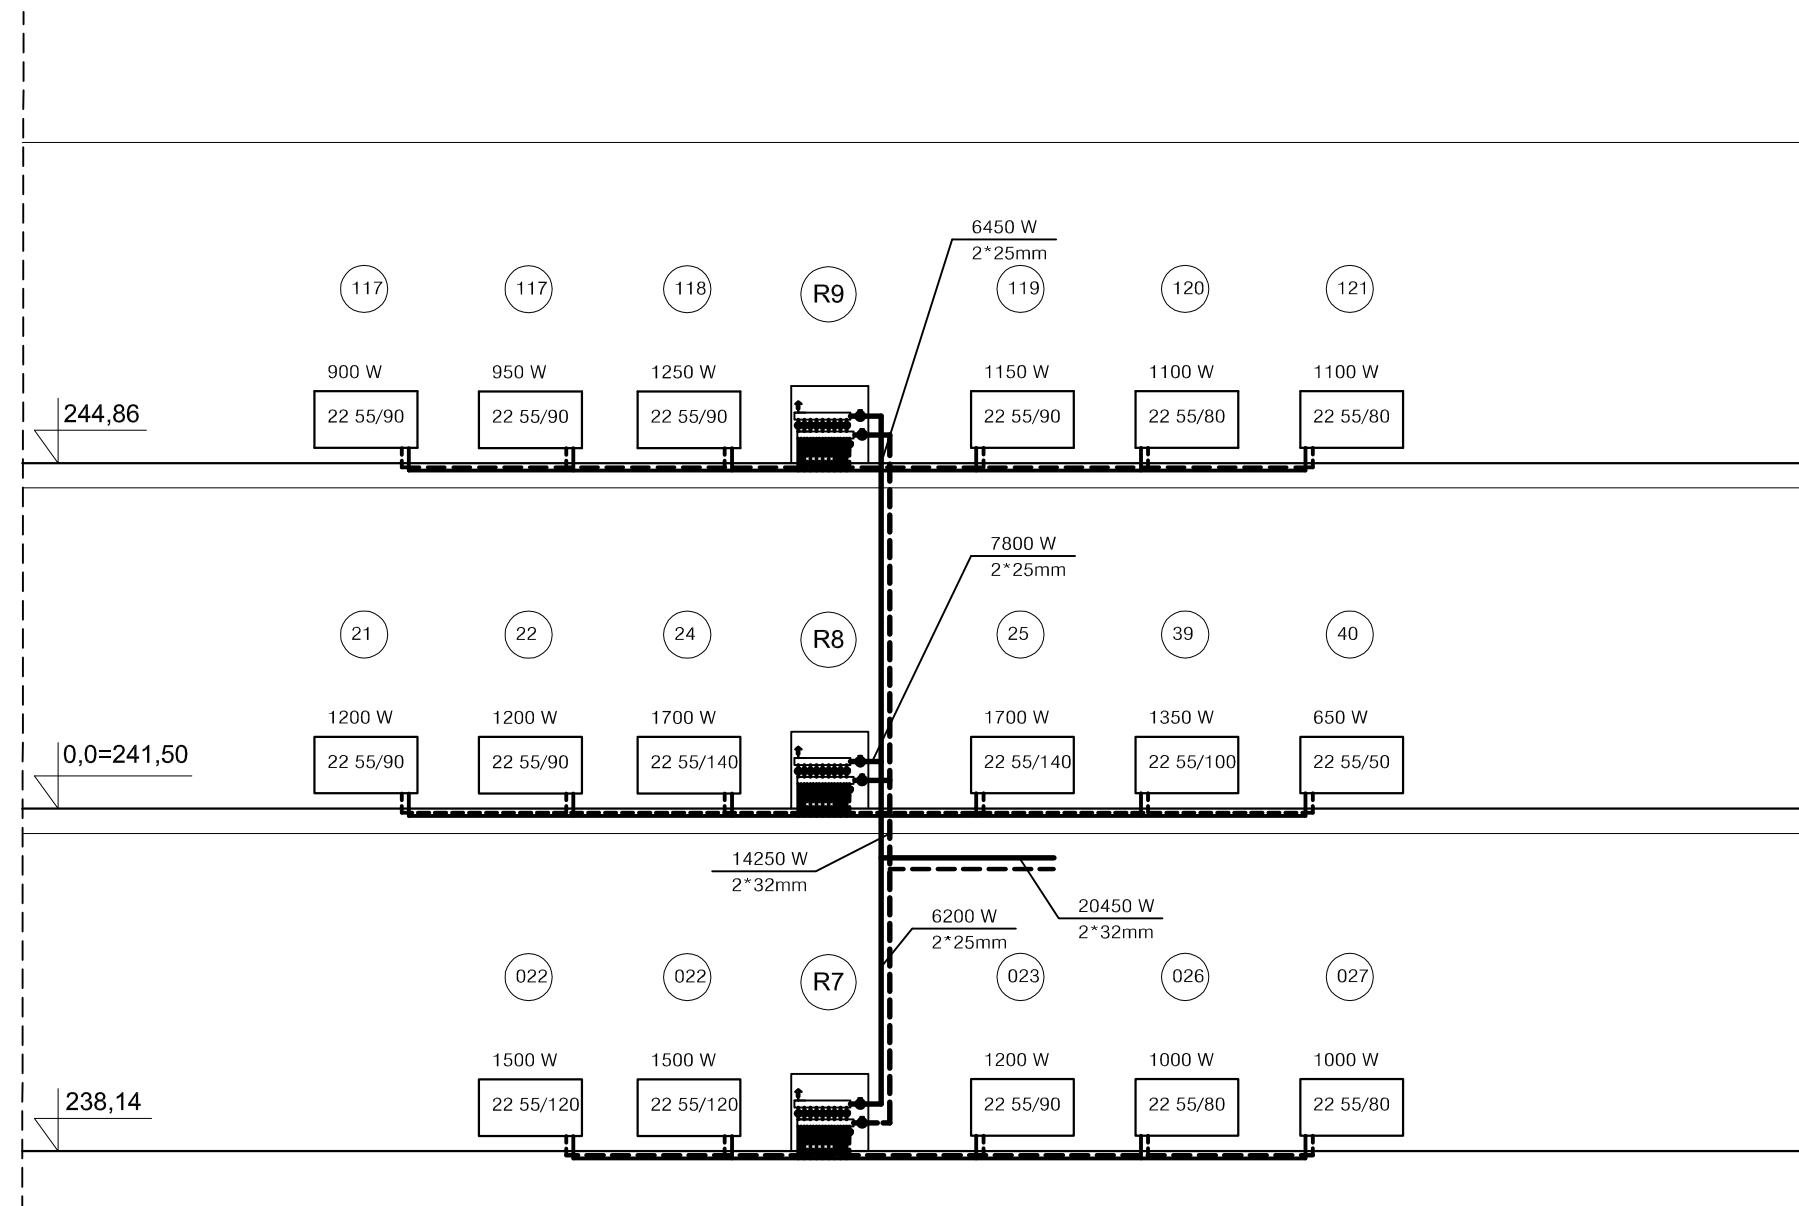 6450 W
2*25mm
117
117
118
R9
119
120
121
900 W
950 W
1250 W
1150 W
1100 W
1100 W
244,86
22 55/90
22 55/90
22 55/90
22 55/90
22 55/80
22 55/80
7800 W
2*25mm
21
22
24
R8
25
39
40
1200 W
1200 W
1700 W
1700 W
1350 W
650 W
0,0=241,50
22 55/90
22 55/90
22 55/140
22 55/140
22 55/100
22 55/50
14250 W
2*32mm
20450 W
2*32mm
6200 W
2*25mm
022
022
R7
023
026
027
1500 W
1500 W
1200 W
1000 W
1000 W
238,14
22 55/120
22 55/120
22 55/90
22 55/80
22 55/80